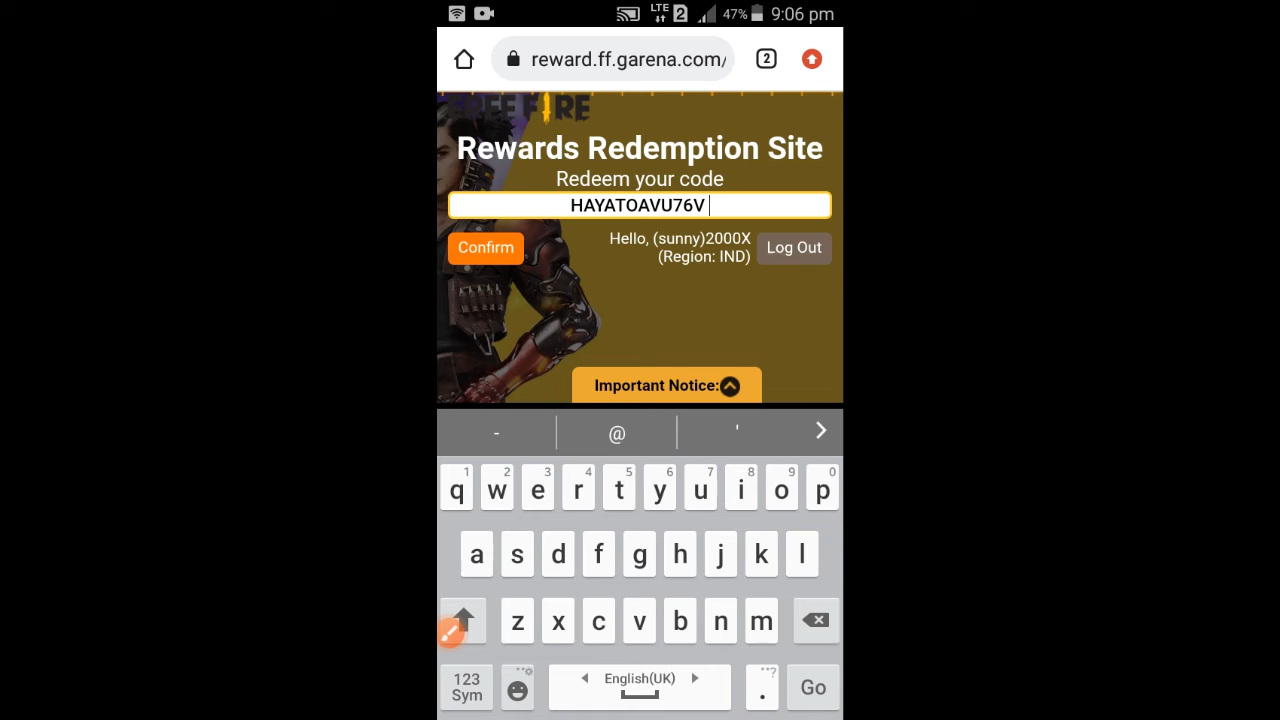 LTE 2 47% 9:06 pm
reward.ff.garena.com/ 2
FREE FIRE
Rewards Redemption Site
Redeem your code
HAYATOAVU76V
Confirm Hello, (sunny)2000X Log Out
(Region: IND)
Important Notice:
- @ '
1 2 3 4 5 6 7 8 9 0
q w e r t y u i o p
a s d f g h j k l
z x c v b n m
123 English(UK) . Go
Sym